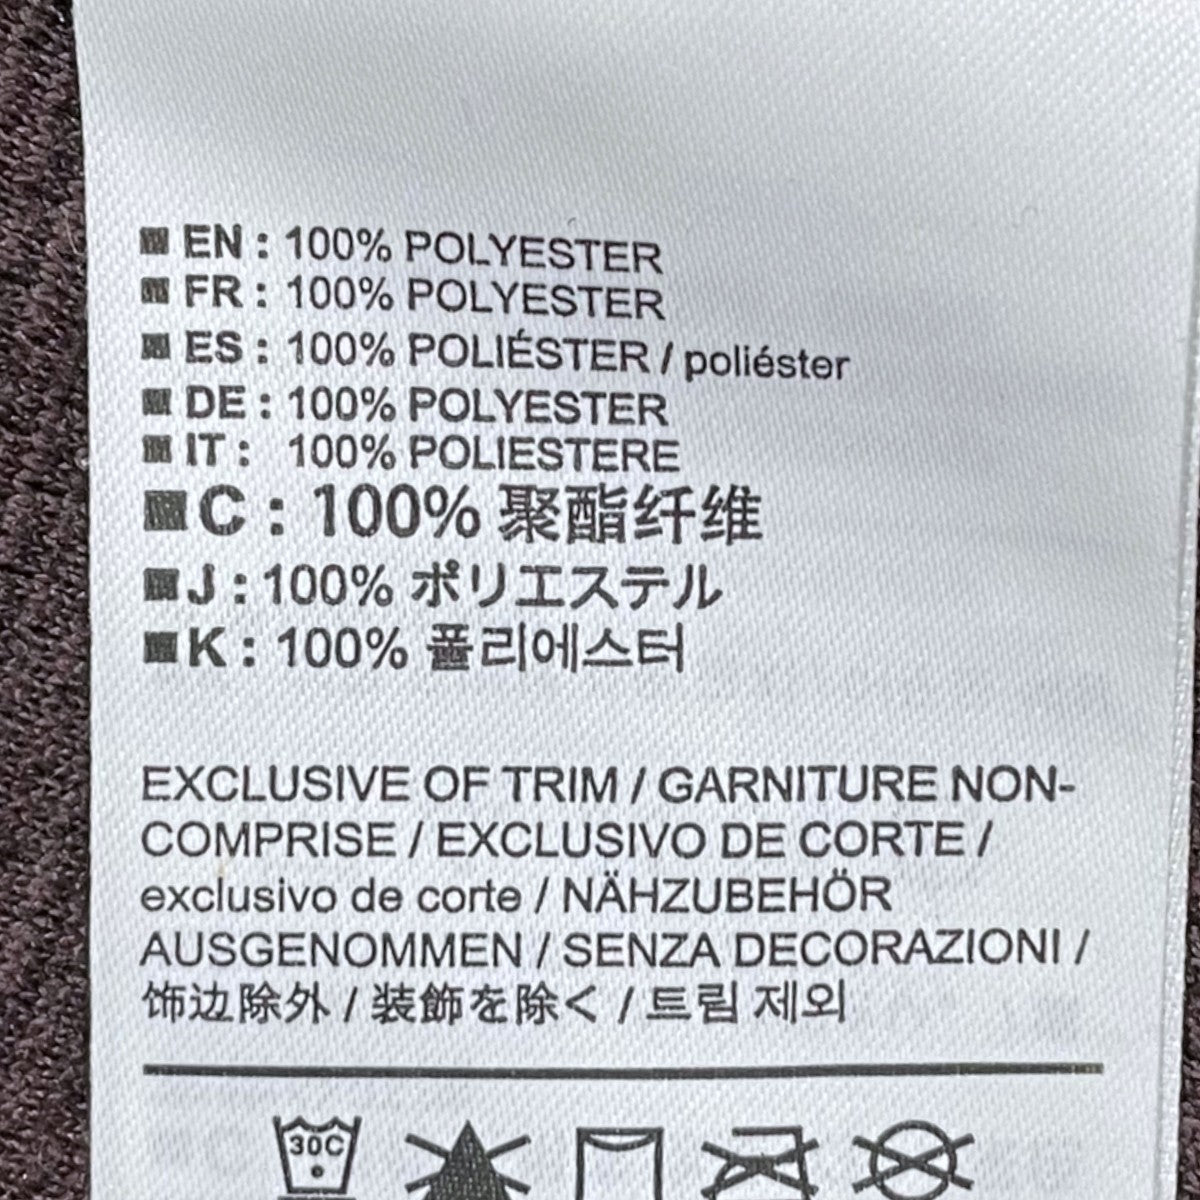 ■ EN : 100% POLYESTER
■ FR : 100% POLYESTER
■ ES : 100% POLIÉSTER / poliéster
■ DE : 100% POLYESTER
■ IT : 100% POLIESTERE
■ C : 100% 聚酯纤维
■ J : 100% ポリエステル
■ K : 100% 폴리에스터
EXCLUSIVE OF TRIM / GARNITURE NON-
COMPRISE / EXCLUSIVO DE CORTE /
exclusivo de corte / NÄHZUBEHÖR
AUSGENOMMEN / SENZA DECORAZIONI /
饰边除外 / 装飾を除く / 트림 제외
30C